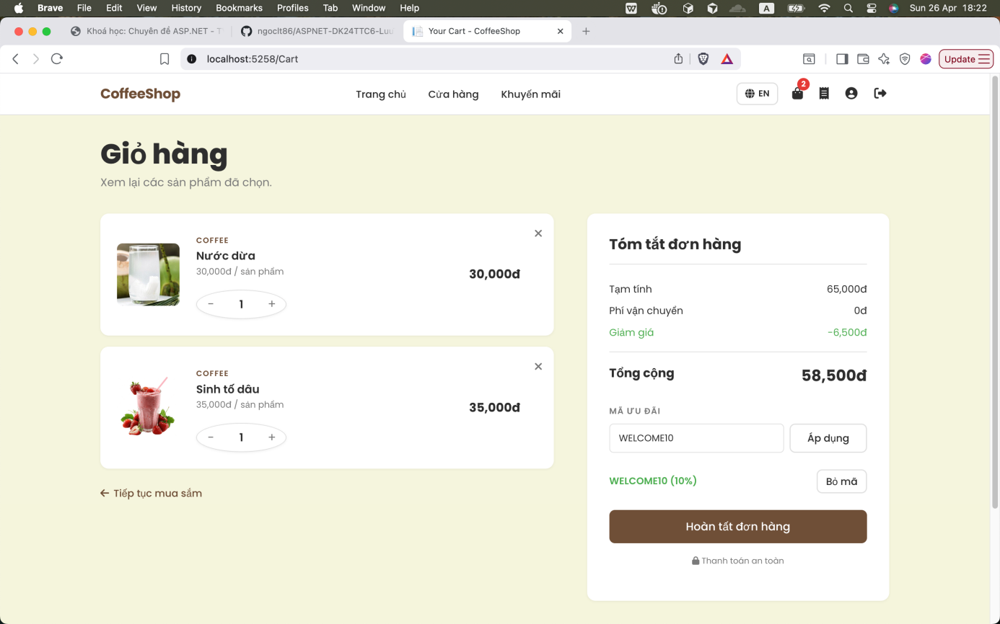 Brave File Edit View History Bookmarks Profiles Tab Window Help
A
Sun 26 Apr 18:22
Khoá học: Chuyên đề ASP.NET - T
ngoclt86/ASPNET-DK24TTC6-Luu
Your Cart - CoffeeShop
localhost:5258/Cart
Update
CoffeeShop
Trang chủ
Cửa hàng
Khuyến mãi
EN
2
Giỏ hàng
Xem lại các sản phẩm đã chọn.
COFFEE
Nước dừa
30,000đ / sản phẩm
30,000đ
− 1 +
COFFEE
Sinh tố dâu
35,000đ / sản phẩm
35,000đ
− 1 +
← Tiếp tục mua sắm
Tóm tắt đơn hàng
Tạm tính 65,000đ
Phí vận chuyển 0đ
Giảm giá -6,500đ
Tổng cộng 58,500đ
MÃ ƯU ĐÃI
WELCOME10
Áp dụng
WELCOME10 (10%)
Bỏ mã
Hoàn tất đơn hàng
Thanh toán an toàn